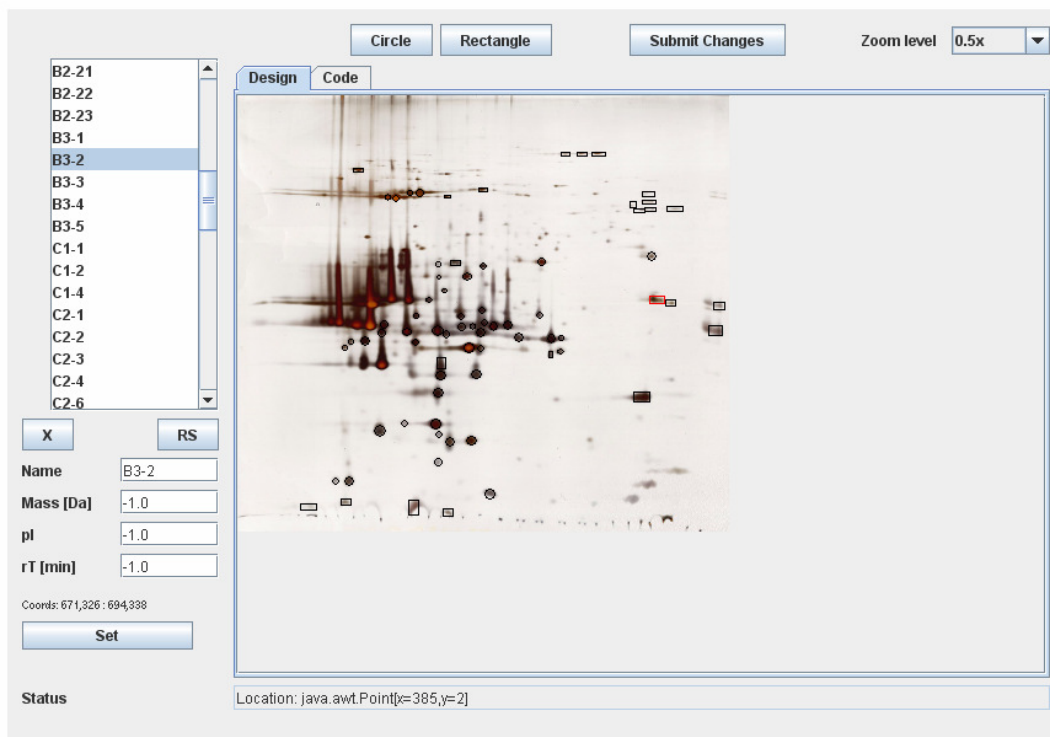 Circle Rectangle Submit Changes Zoom level 0.5x
Design Code
B2-21
B2-22
B2-23
B3-1
B3-2
B3-3
B3-4
B3-5
C1-1
C1-2
C1-4
C2-1
C2-2
C2-3
C2-4
C2-6
X RS
Name B3-2
Mass [Da] -1.0
pI -1.0
rT [min] -1.0
Coords: 671,326 : 694,338
Set
Status Location: java.awt.Point[x=385,y=2]